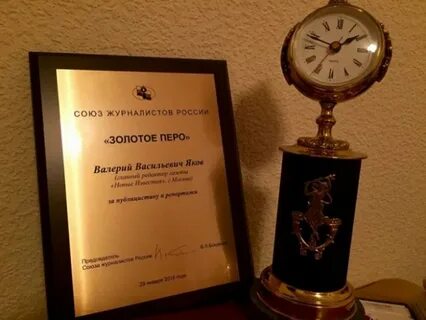 СОЮЗ ЖУРНАЛИСТОВ РОССИИ
«ЗОЛОТОЕ ПЕРО»
Валерий Васильевич Яков
(главный редактор газеты
«Новые Известия», г.Москва)
за публицистику и репортажи
Председатель
Союза журналистов России